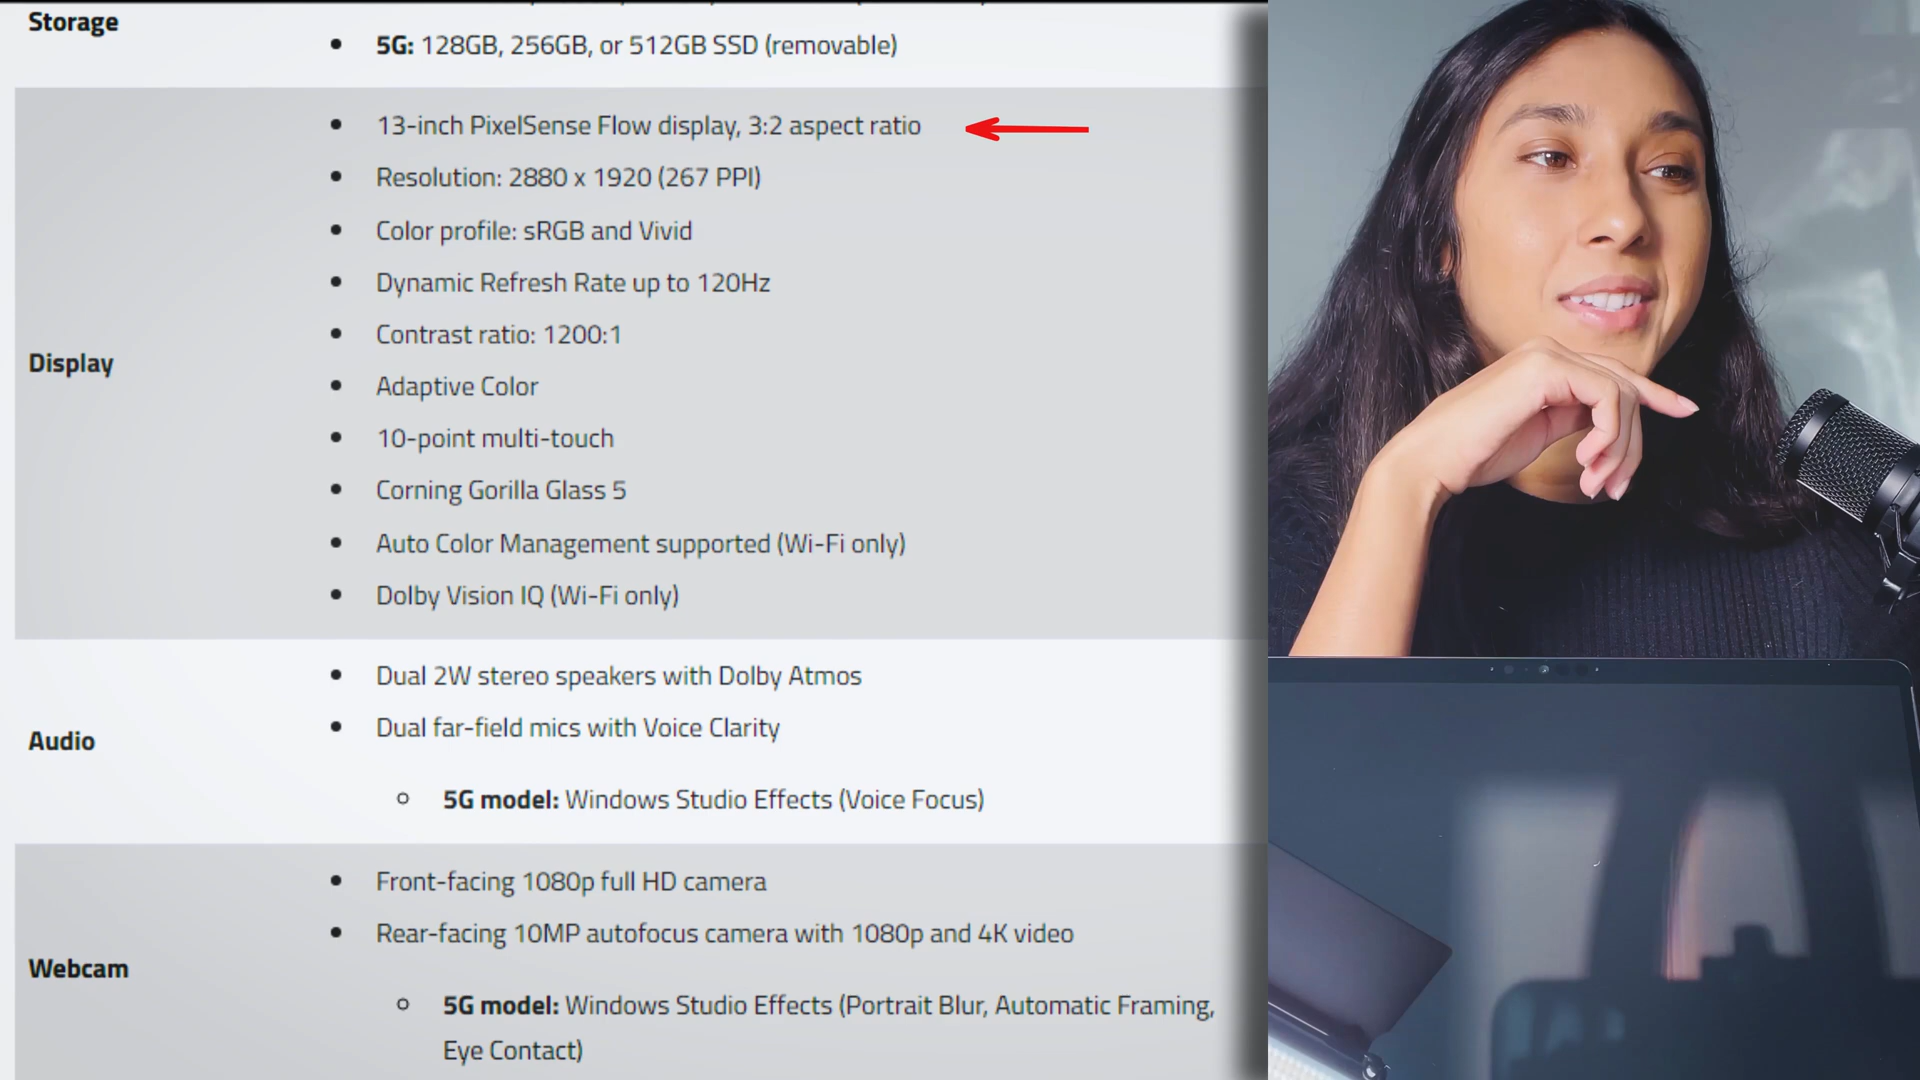 Storage
5G: 128GB, 256GB, or 512GB SSD (removable)
Display
13-inch PixelSense Flow display, 3:2 aspect ratio
Resolution: 2880 x 1920 (267 PPI)
Color profile: sRGB and Vivid
Dynamic Refresh Rate up to 120Hz
Contrast ratio: 1200:1
Adaptive Color
10-point multi-touch
Corning Gorilla Glass 5
Auto Color Management supported (Wi-Fi only)
Dolby Vision IQ (Wi-Fi only)
Audio
Dual 2W stereo speakers with Dolby Atmos
Dual far-field mics with Voice Clarity
5G model: Windows Studio Effects (Voice Focus)
Webcam
Front-facing 1080p full HD camera
Rear-facing 10MP autofocus camera with 1080p and 4K video
5G model: Windows Studio Effects (Portrait Blur, Automatic Framing,
Eye Contact)